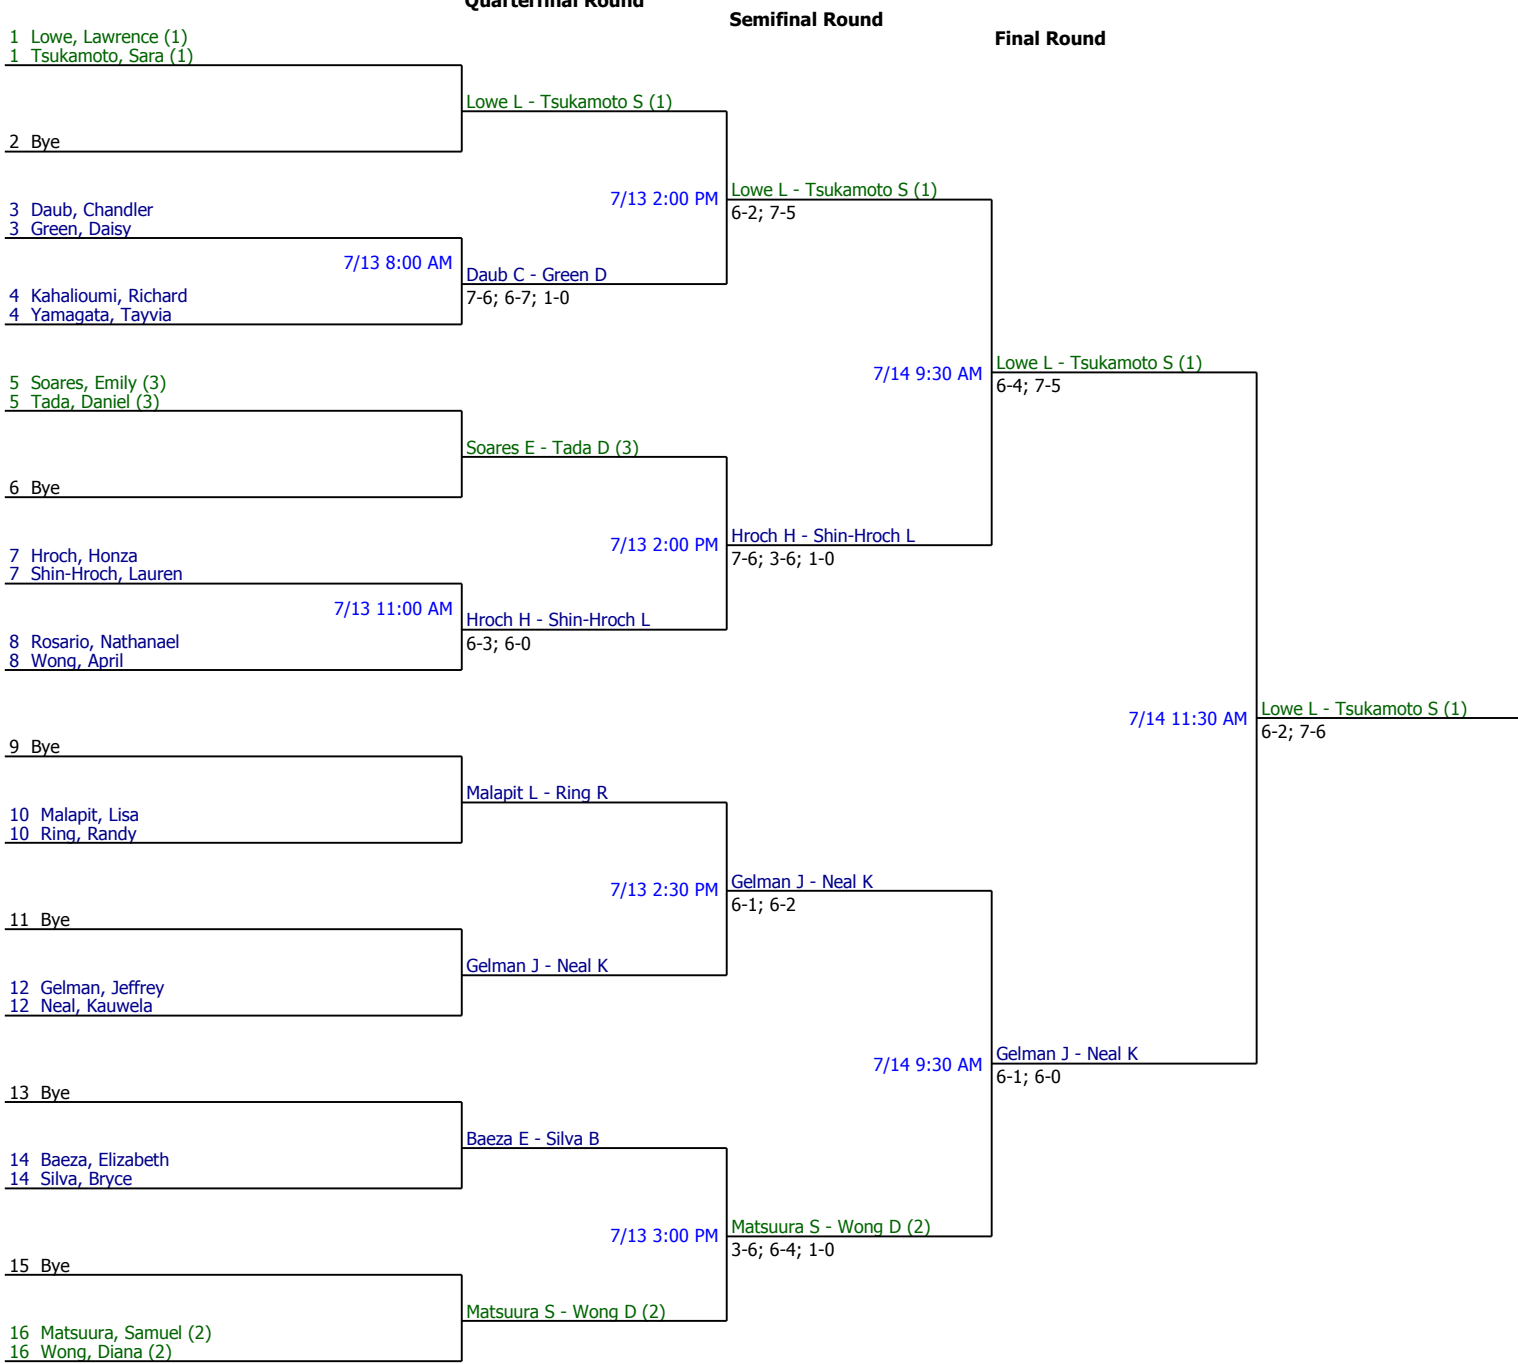 Quarterfinal Round
Semifinal Round
Final Round
1 Lowe, Lawrence (1)
1 Tsukamoto, Sara (1)
Lowe L - Tsukamoto S (1)
2 Bye
7/13 2:00 PM
Lowe L - Tsukamoto S (1)
6-2; 7-5
3 Daub, Chandler
3 Green, Daisy
7/13 8:00 AM
Daub C - Green D
7-6; 6-7; 1-0
4 Kahalioumi, Richard
4 Yamagata, Tayvia
7/14 9:30 AM
Lowe L - Tsukamoto S (1)
6-4; 7-5
5 Soares, Emily (3)
5 Tada, Daniel (3)
Soares E - Tada D (3)
6 Bye
7/13 2:00 PM
Hroch H - Shin-Hroch L
7-6; 3-6; 1-0
7 Hroch, Honza
7 Shin-Hroch, Lauren
7/13 11:00 AM
Hroch H - Shin-Hroch L
6-3; 6-0
8 Rosario, Nathanael
8 Wong, April
7/14 11:30 AM
Lowe L - Tsukamoto S (1)
6-2; 7-6
9 Bye
Malapit L - Ring R
10 Malapit, Lisa
10 Ring, Randy
7/13 2:30 PM
Gelman J - Neal K
6-1; 6-2
11 Bye
Gelman J - Neal K
12 Gelman, Jeffrey
12 Neal, Kauwela
7/14 9:30 AM
Gelman J - Neal K
6-1; 6-0
13 Bye
Baeza E - Silva B
14 Baeza, Elizabeth
14 Silva, Bryce
7/13 3:00 PM
Matsuura S - Wong D (2)
3-6; 6-4; 1-0
15 Bye
Matsuura S - Wong D (2)
16 Matsuura, Samuel (2)
16 Wong, Diana (2)